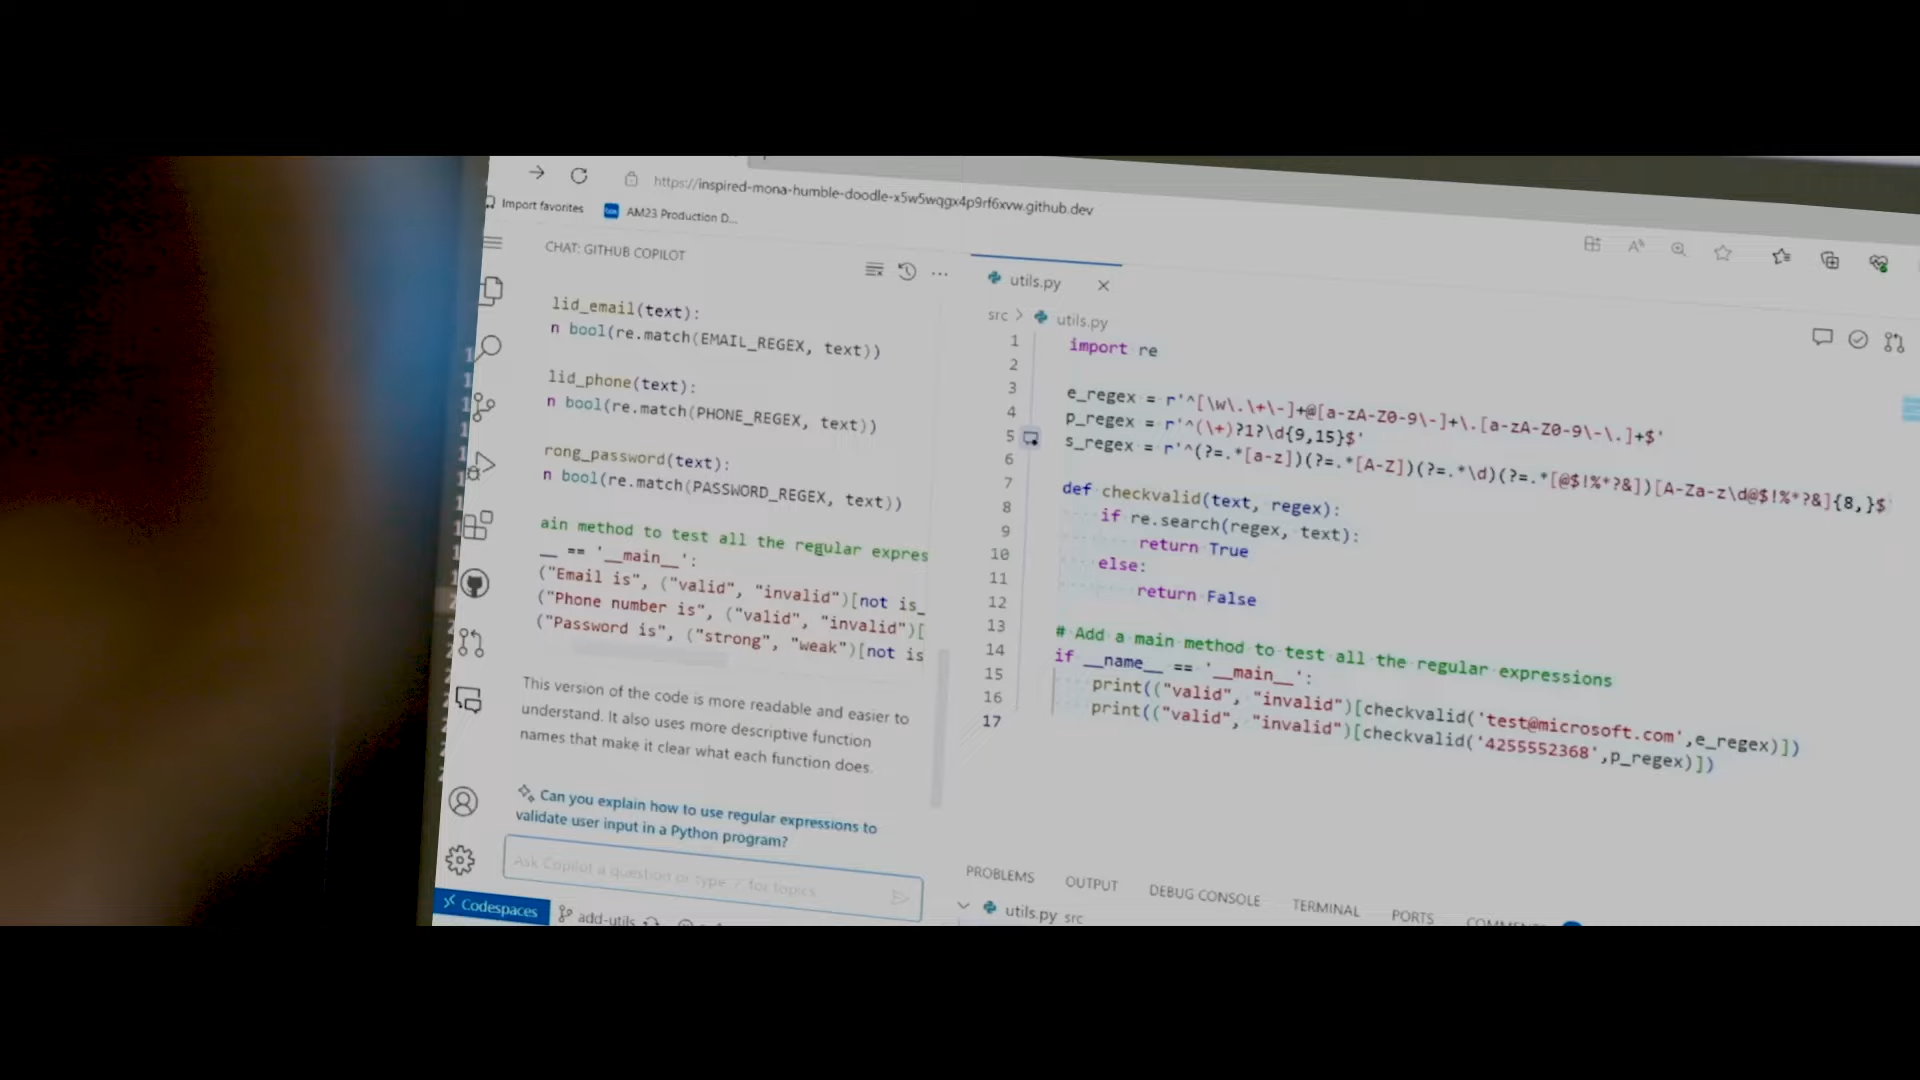 https://inspired-mona-humble-doodle-x5w5wqgx4p9rf6xvw.github.dev
Import favorites
AM23 Production D...
CHAT: GITHUB COPILOT
lid_email(text):
n bool(re.match(EMAIL_REGEX, text))
lid_phone(text):
n bool(re.match(PHONE_REGEX, text))
rong_password(text):
n bool(re.match(PASSWORD_REGEX, text))
ain method to test all the regular expres
__ == '__main__':
("Email is", ("valid", "invalid")[not is_
("Phone number is", ("valid", "invalid")[
("Password is", ("strong", "weak")[not is
This version of the code is more readable and easier to
understand. It also uses more descriptive function
names that make it clear what each function does.
Can you explain how to use regular expressions to
validate user input in a Python program?
Ask Copilot a question or type / for topics
Codespaces
add-utils
utils.py
src > utils.py
1 import re
2
3 e_regex = r'^[\w\.\+\-]+@[a-zA-Z0-9\-]+\.[a-zA-Z0-9\-\.]+$'
4 p_regex = r'^(\+)?1?\d{9,15}$'
5 s_regex = r'^(?=.*[a-z])(?=.*[A-Z])(?=.*\d)(?=.*[@$!%*?&])[A-Za-z\d@$!%*?&]{8,}$
6
7 def checkvalid(text, regex):
8 if re.search(regex, text):
9 return True
10 else:
11 return False
12
13 # Add a main method to test all the regular expressions
14 if __name__ == '__main__':
15 print(("valid", "invalid")[checkvalid('test@microsoft.com',e_regex)])
16 print(("valid", "invalid")[checkvalid('4255552368',p_regex)])
17
PROBLEMS OUTPUT DEBUG CONSOLE TERMINAL PORTS
utils.py src